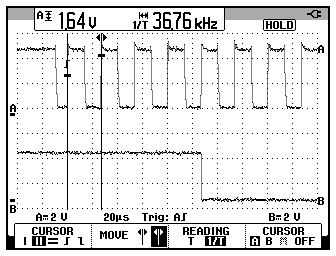 A 1.64 V 1/T 36.76 kHz
HOLD
A
A
B
A= 2 V 20µs Trig: A B= 2 V
CURSOR MOVE READING CURSOR
I II = T 1/T A B OFF